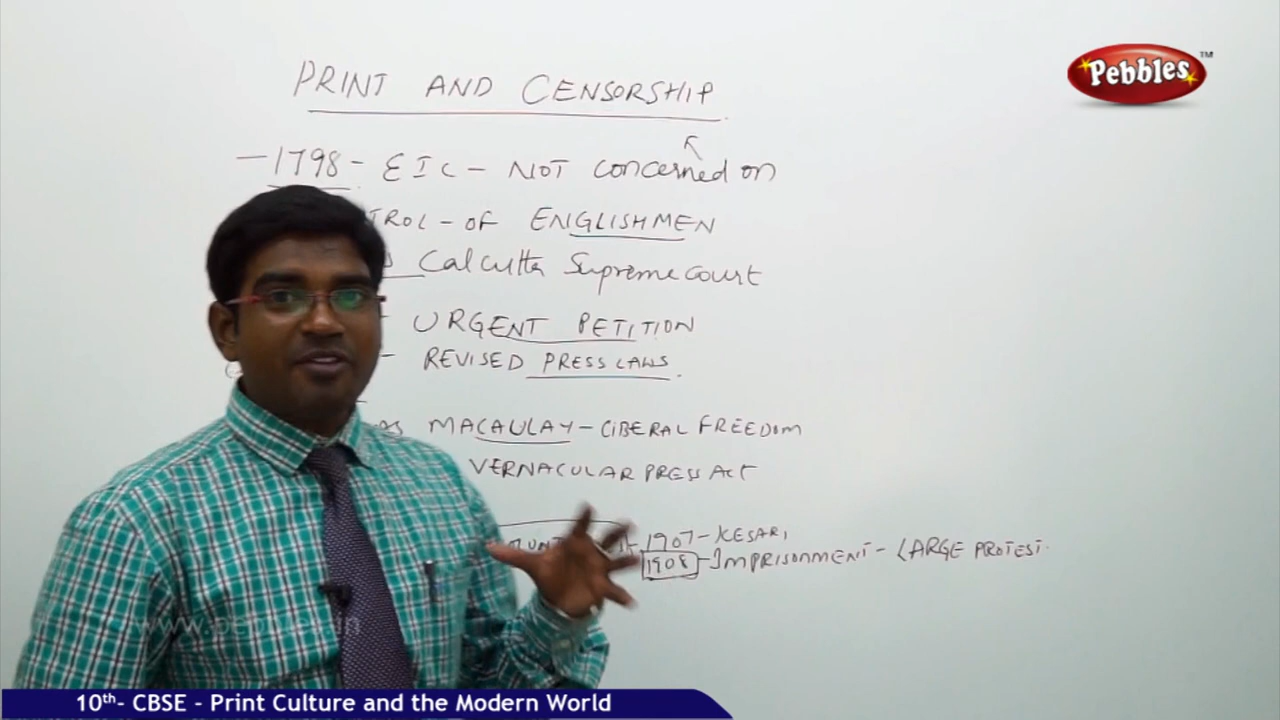 PRINT AND CENSORSHIP
Pebbles™
- 1798 - EIC - NOT concerned on
TROL - OF ENGLISHMEN
Calcutta Supreme court
URGENT PETITION
- REVISED PRESS LAWS
MACAULAY - LIBERAL FREEDOM
VERNACULAR PRESS ACT
1907 - KESARI
1908 - IMPRISONMENT - LARGE PROTEST.
10th- CBSE - Print Culture and the Modern World